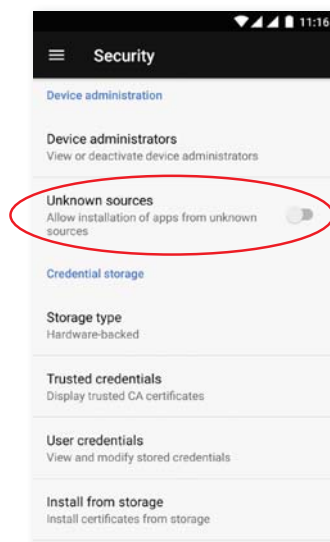 11:16
Security
Device administration
Device administrators
View or deactivate device administrators
Unknown sources
Allow installation of apps from unknown
sources
Credential storage
Storage type
Hardware-backed
Trusted credentials
Display trusted CA certificates
User credentials
View and modify stored credentials
Install from storage
Install certificates from storage